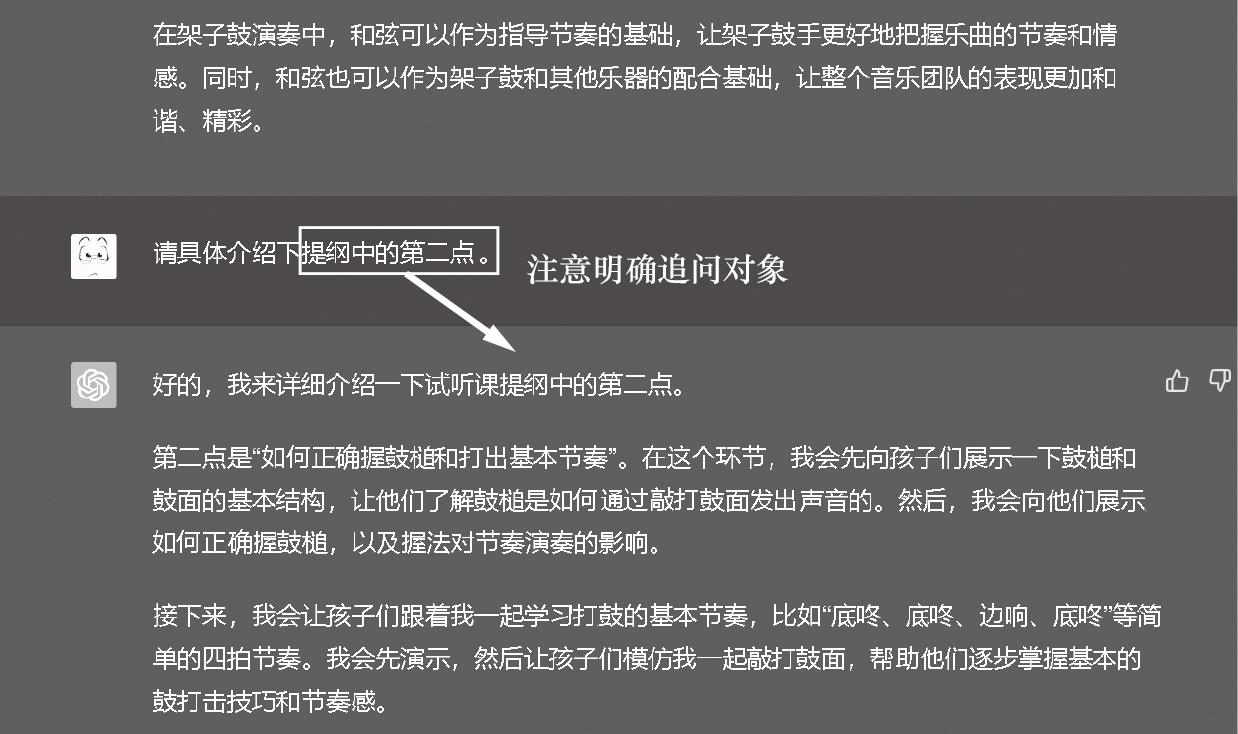 在架子鼓演奏中，和弦可以作为指导节奏的基础，让架子鼓手更好地把握乐曲的节奏和情
感。同时，和弦也可以作为架子鼓和其他乐器的配合基础，让整个音乐团队的表现更加和
谐、精彩。
请具体介绍下提纲中的第二点。
注意明确追问对象
好的，我来详细介绍一下试听课提纲中的第二点。
第二点是“如何正确握鼓槌和打出基本节奏”。在这个环节，我会先向孩子们展示一下鼓槌和
鼓面的基本结构，让他们了解鼓槌是如何通过敲打鼓面发出声音的。然后，我会向他们展示
如何正确握鼓槌，以及握法对节奏演奏的影响。
接下来，我会让孩子们跟着我一起学习打鼓的基本节奏，比如“底咚、底咚、边响、底咚”等简
单的四拍节奏。我会先演示，然后让孩子们模仿我一起敲打鼓面，帮助他们逐步掌握基本的
鼓打击技巧和节奏感。